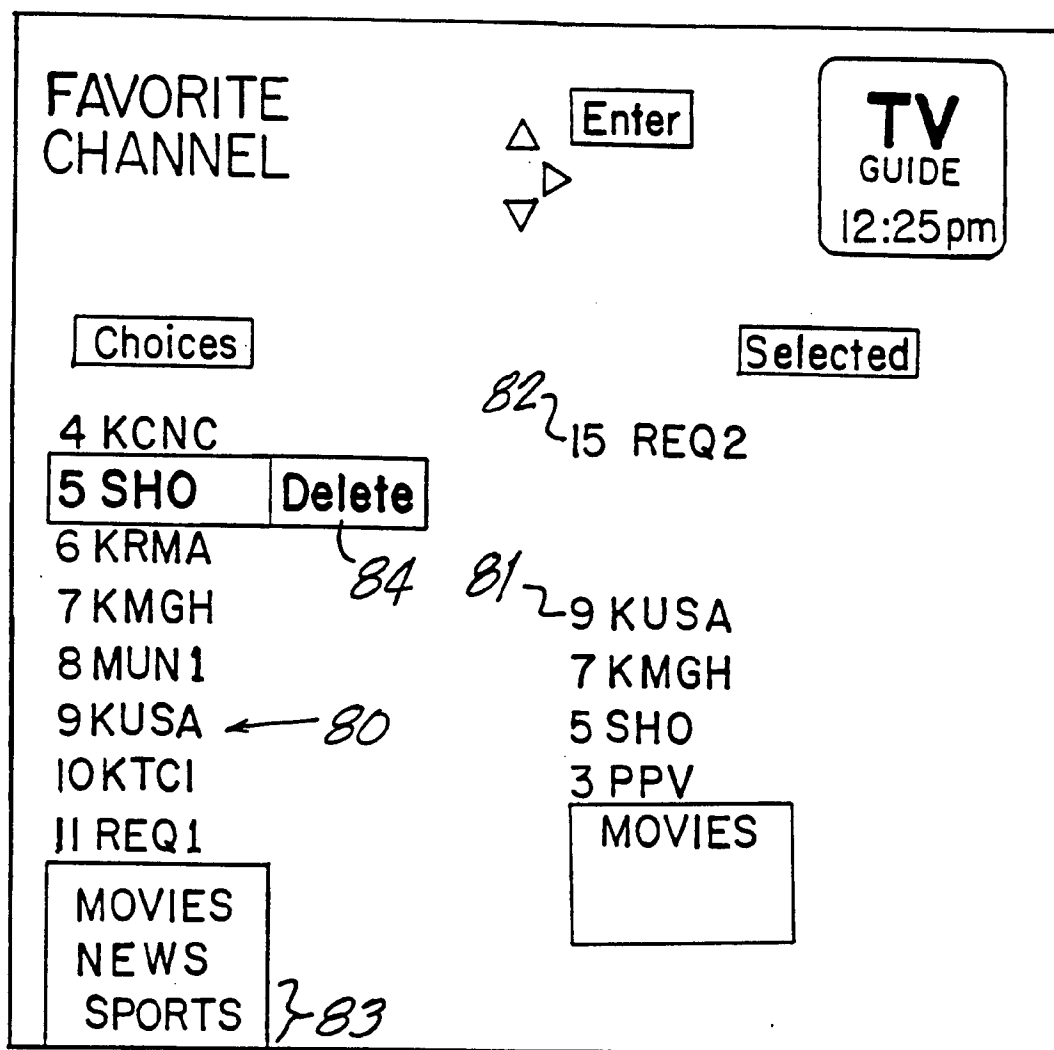 FAVORITE
CHANNEL
Enter
TV
GUIDE
12:25pm
Choices
Selected
4 KCNC
5 SHO Delete
6 KRMA
7 KMGH
8 MUN1
9 KUSA
10 KTCI
11 REQ1
MOVIES
NEWS
SPORTS
84
80
83
82
15 REQ2
81
9 KUSA
7 KMGH
5 SHO
3 PPV
MOVIES